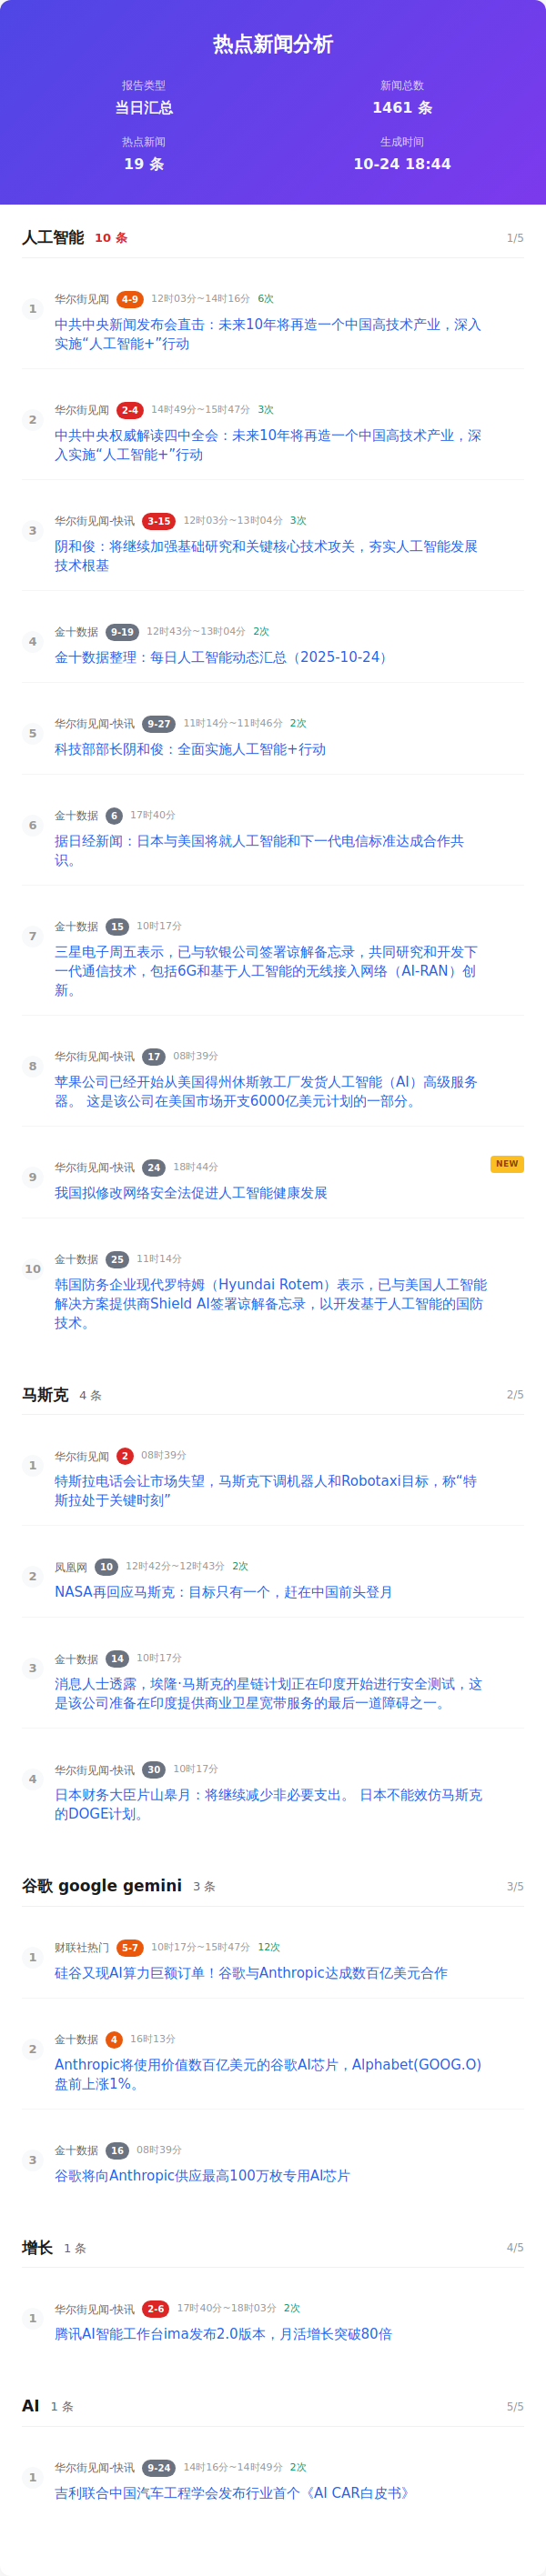 热点新闻分析
报告类型
当日汇总
新闻总数
1461 条
热点新闻
19 条
生成时间
10-24 18:44
人工智能 10 条 1/5
1
华尔街见闻 4-9 12时03分~14时16分 6次
中共中央新闻发布会直击：未来10年将再造一个中国高技术产业，深入
实施“人工智能+”行动
2
华尔街见闻 2-4 14时49分~15时47分 3次
中共中央权威解读四中全会：未来10年将再造一个中国高技术产业，深
入实施“人工智能+”行动
3
华尔街见闻-快讯 3-15 12时03分~13时04分 3次
阴和俊：将继续加强基础研究和关键核心技术攻关，夯实人工智能发展
技术根基
4
金十数据 9-19 12时43分~13时04分 2次
金十数据整理：每日人工智能动态汇总（2025-10-24）
5
华尔街见闻-快讯 9-27 11时14分~11时46分 2次
科技部部长阴和俊：全面实施人工智能+行动
6
金十数据 6 17时40分
据日经新闻：日本与美国将就人工智能和下一代电信标准达成合作共
识。
7
金十数据 15 10时17分
三星电子周五表示，已与软银公司签署谅解备忘录，共同研究和开发下
一代通信技术，包括6G和基于人工智能的无线接入网络（AI-RAN）创
新。
8
华尔街见闻-快讯 17 08时39分
苹果公司已经开始从美国得州休斯敦工厂发货人工智能（AI）高级服务
器。 这是该公司在美国市场开支6000亿美元计划的一部分。
9
华尔街见闻-快讯 24 18时44分 NEW
我国拟修改网络安全法促进人工智能健康发展
10
金十数据 25 11时14分
韩国防务企业现代罗特姆（Hyundai Rotem）表示，已与美国人工智能
解决方案提供商Shield AI签署谅解备忘录，以开发基于人工智能的国防
技术。
马斯克 4 条 2/5
1
华尔街见闻 2 08时39分
特斯拉电话会让市场失望，马斯克下调机器人和Robotaxi目标，称“特
斯拉处于关键时刻”
2
凤凰网 10 12时42分~12时43分 2次
NASA再回应马斯克：目标只有一个，赶在中国前头登月
3
金十数据 14 10时17分
消息人士透露，埃隆·马斯克的星链计划正在印度开始进行安全测试，这
是该公司准备在印度提供商业卫星宽带服务的最后一道障碍之一。
4
华尔街见闻-快讯 30 10时17分
日本财务大臣片山皋月：将继续减少非必要支出。 日本不能效仿马斯克
的DOGE计划。
谷歌 google gemini 3 条 3/5
1
财联社热门 5-7 10时17分~15时47分 12次
硅谷又现AI算力巨额订单！谷歌与Anthropic达成数百亿美元合作
2
金十数据 4 16时13分
Anthropic将使用价值数百亿美元的谷歌AI芯片，Alphabet(GOOG.O)
盘前上涨1%。
3
金十数据 16 08时39分
谷歌将向Anthropic供应最高100万枚专用AI芯片
增长 1 条 4/5
1
华尔街见闻-快讯 2-6 17时40分~18时03分 2次
腾讯AI智能工作台ima发布2.0版本，月活增长突破80倍
AI 1 条 5/5
1
华尔街见闻-快讯 9-24 14时16分~14时49分 2次
吉利联合中国汽车工程学会发布行业首个《AI CAR白皮书》